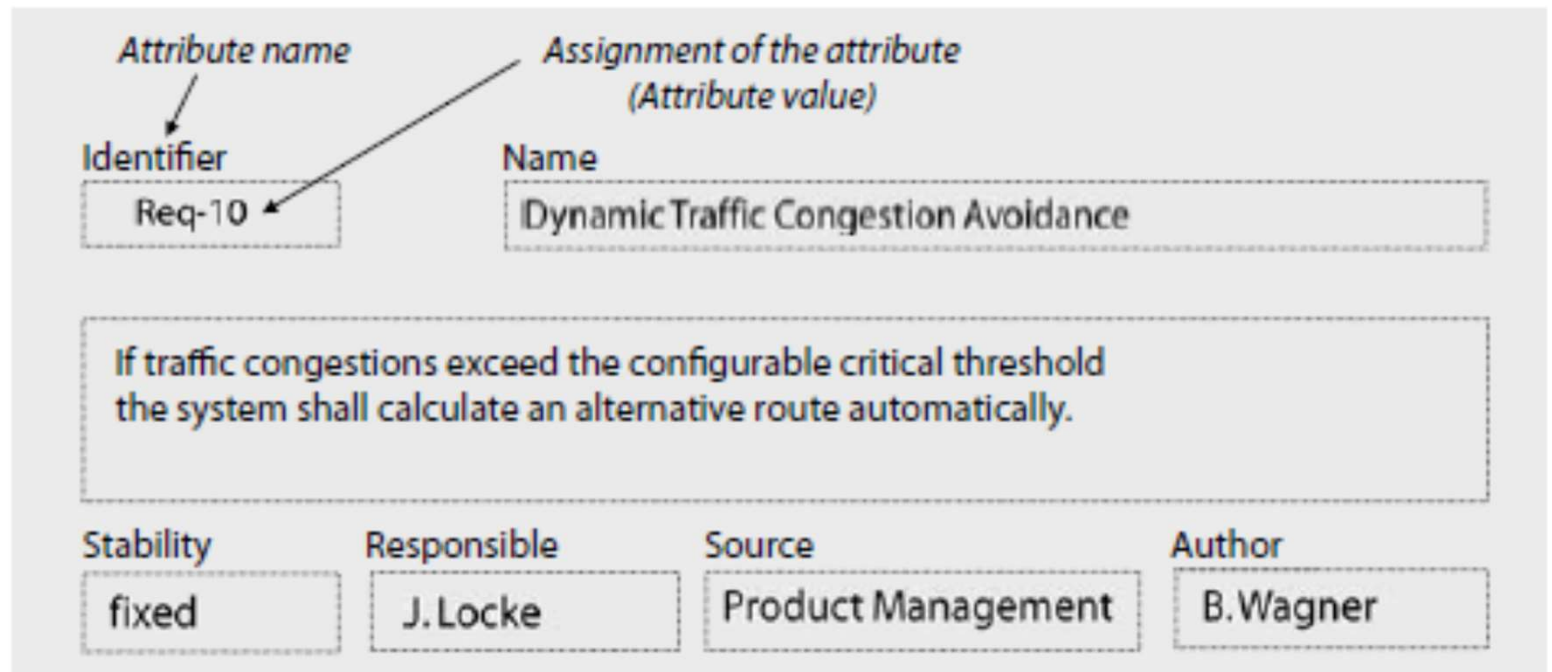 Attribute name
Assignment of the attribute
(Attribute value)
Identifier
Name
Req-10
Dynamic Traffic Congestion Avoidance
If traffic congestions exceed the configurable critical threshold
the system shall calculate an alternative route automatically.
Stability
Responsible
Source
Author
fixed
J. Locke
Product Management
B. Wagner